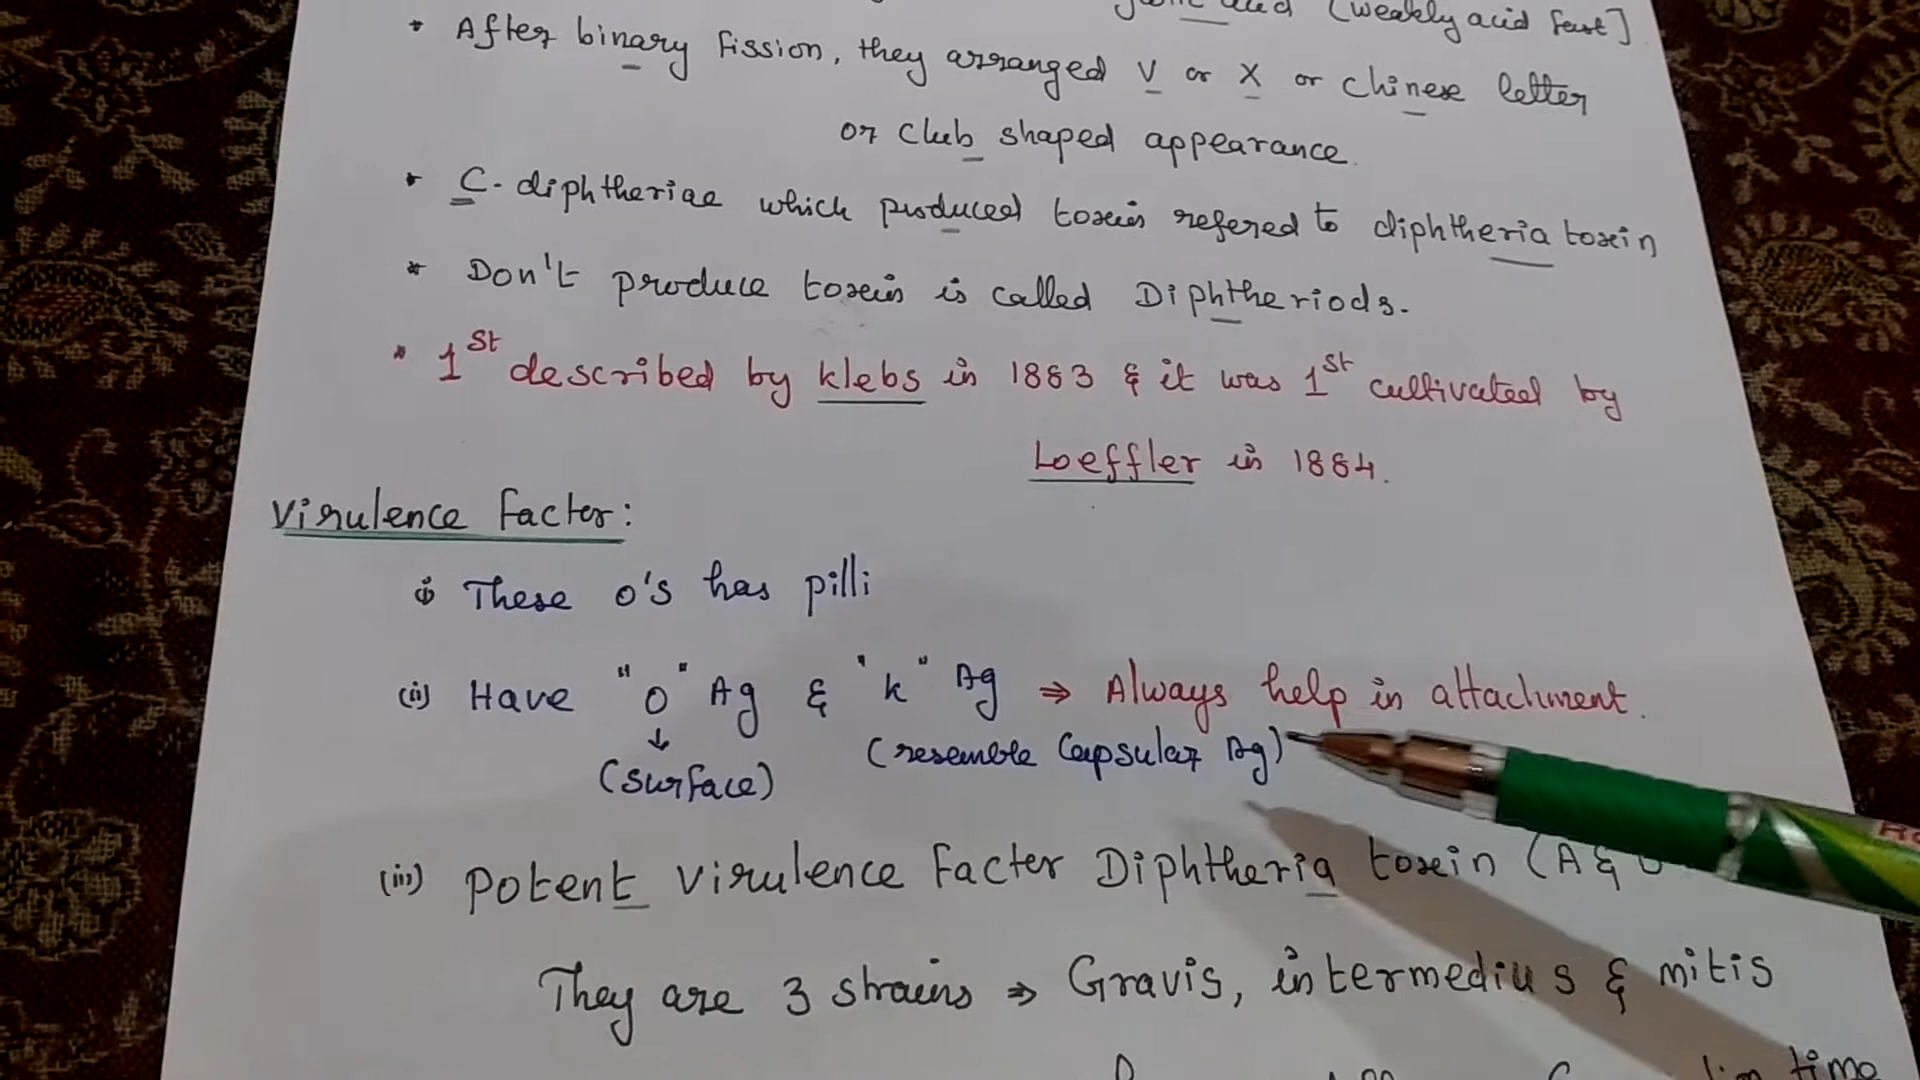 acid (weakly acid fast]
* After binary fission, they arranged V or X or chinese letter
or club shaped appearance.
* C. diphtheriae which produced toxin refered to diphtheria toxin
* Don't produce toxin is called Diphtheriods.
* 1st described by klebs in 1883 & it was 1st cultivated by
Loeffler in 1884.
Virulence factor:
(i) These o's has pilli
(ii) Have "O" Ag & "k" Ag ⇒ Always help in attachment.
↓ (resemble Capsular Ag)
(surface)
(iii) Potent virulence factor Diphtheria toxin (A &
They are 3 strains ⇒ Gravis, intermedius & mitis
time